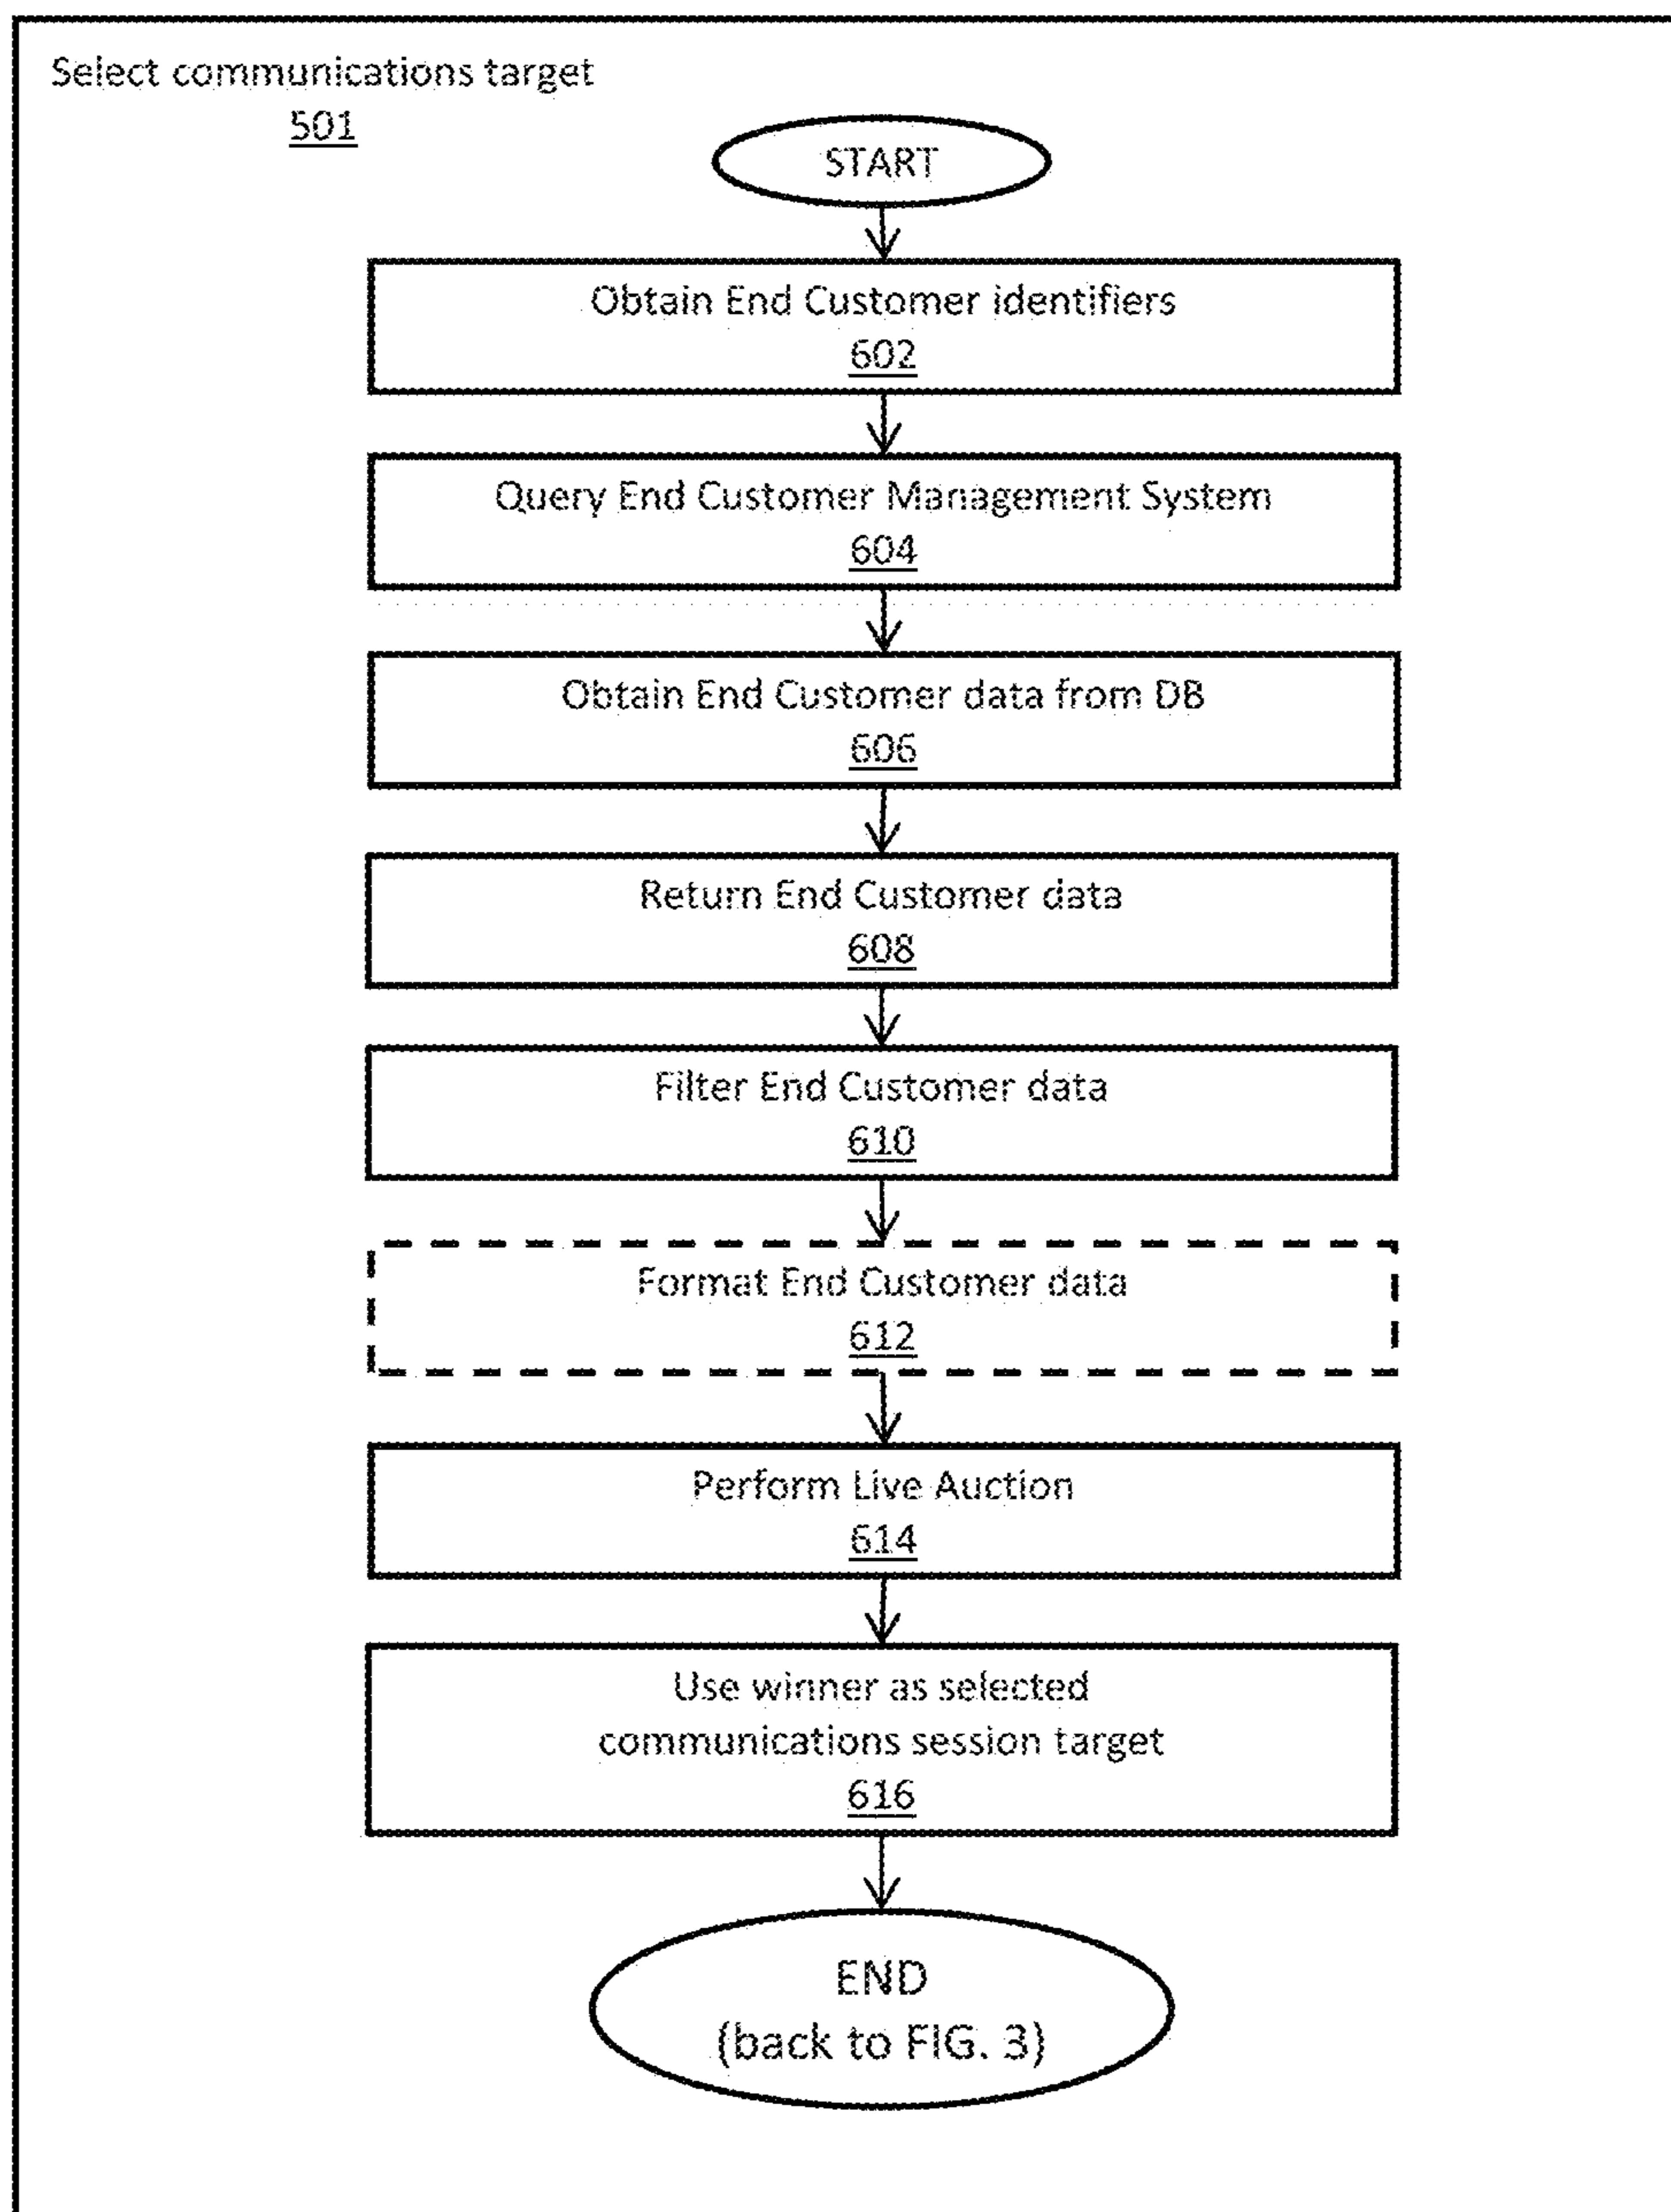 Select communications target
501
START
Obtain End Customer identifiers
602
Query End Customer Management System
604
Obtain End Customer data from DB
606
Return End Customer data
608
Filter End Customer data
610
Format End Customer data
612
Perform Live Auction
614
Use winner as selected
communications session target
616
END
(back to FIG. 3)